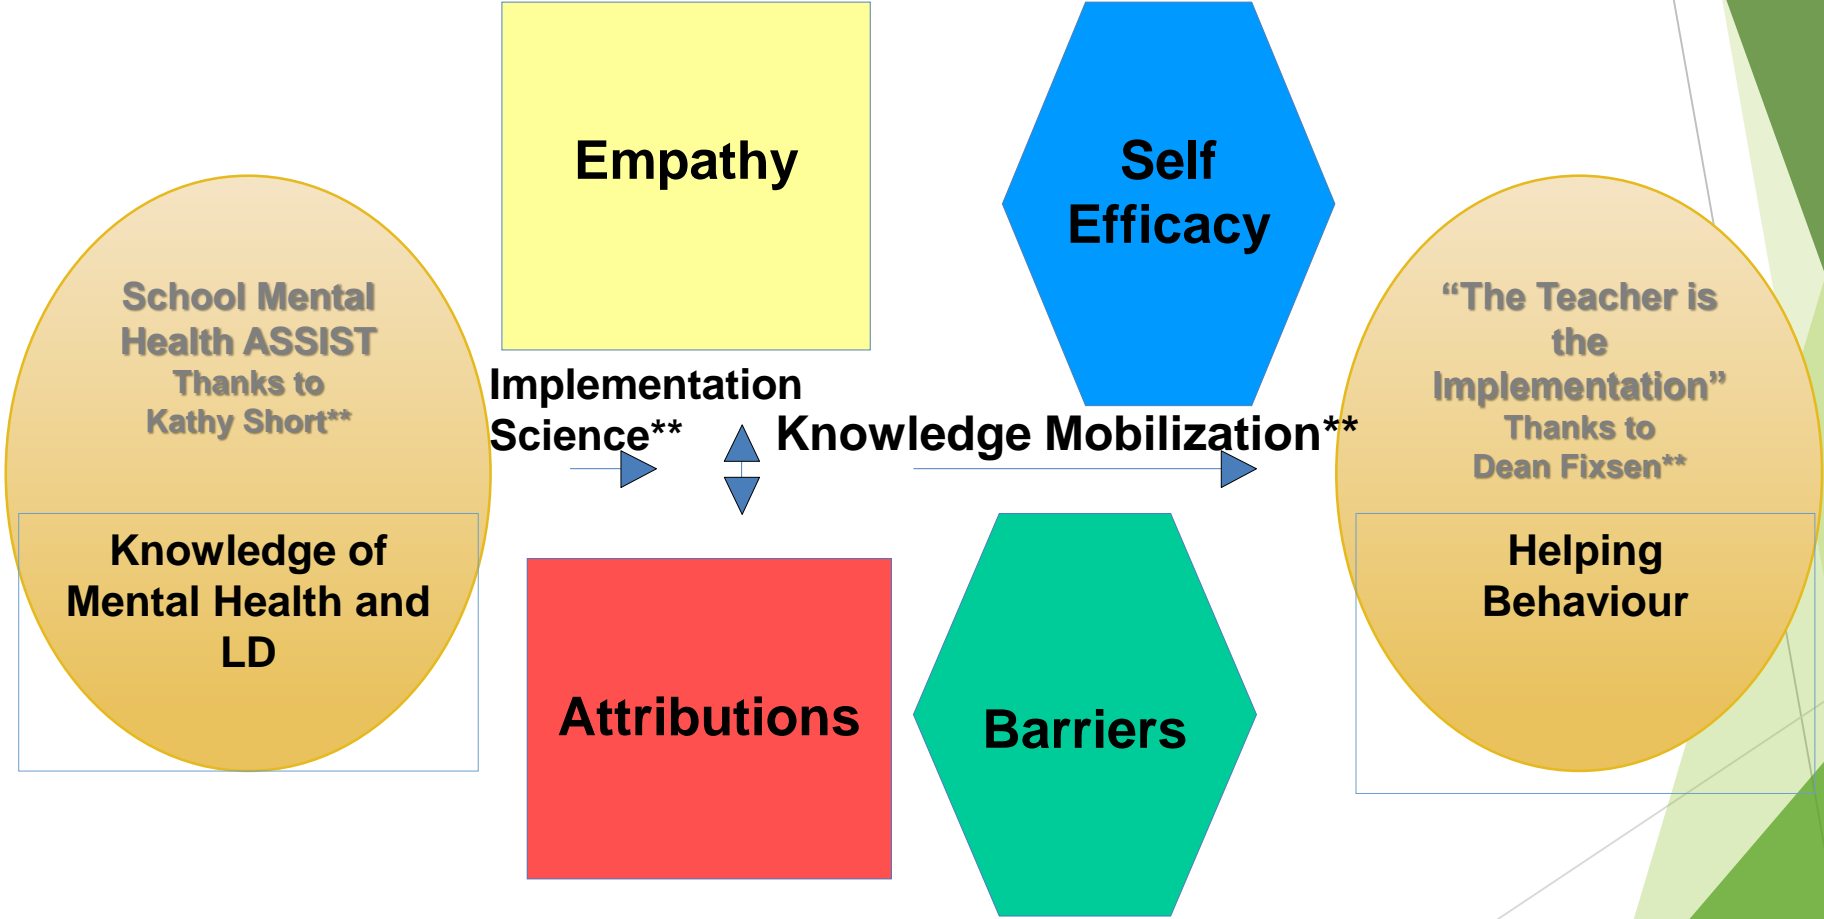 School Mental
Health ASSIST
Thanks to
Kathy Short**
Knowledge of
Mental Health and
LD
Empathy
Implementation
Science**
Attributions
Self
Efficacy
Knowledge Mobilization**
Barriers
“The Teacher is
the
Implementation”
Thanks to
Dean Fixsen**
Helping
Behaviour